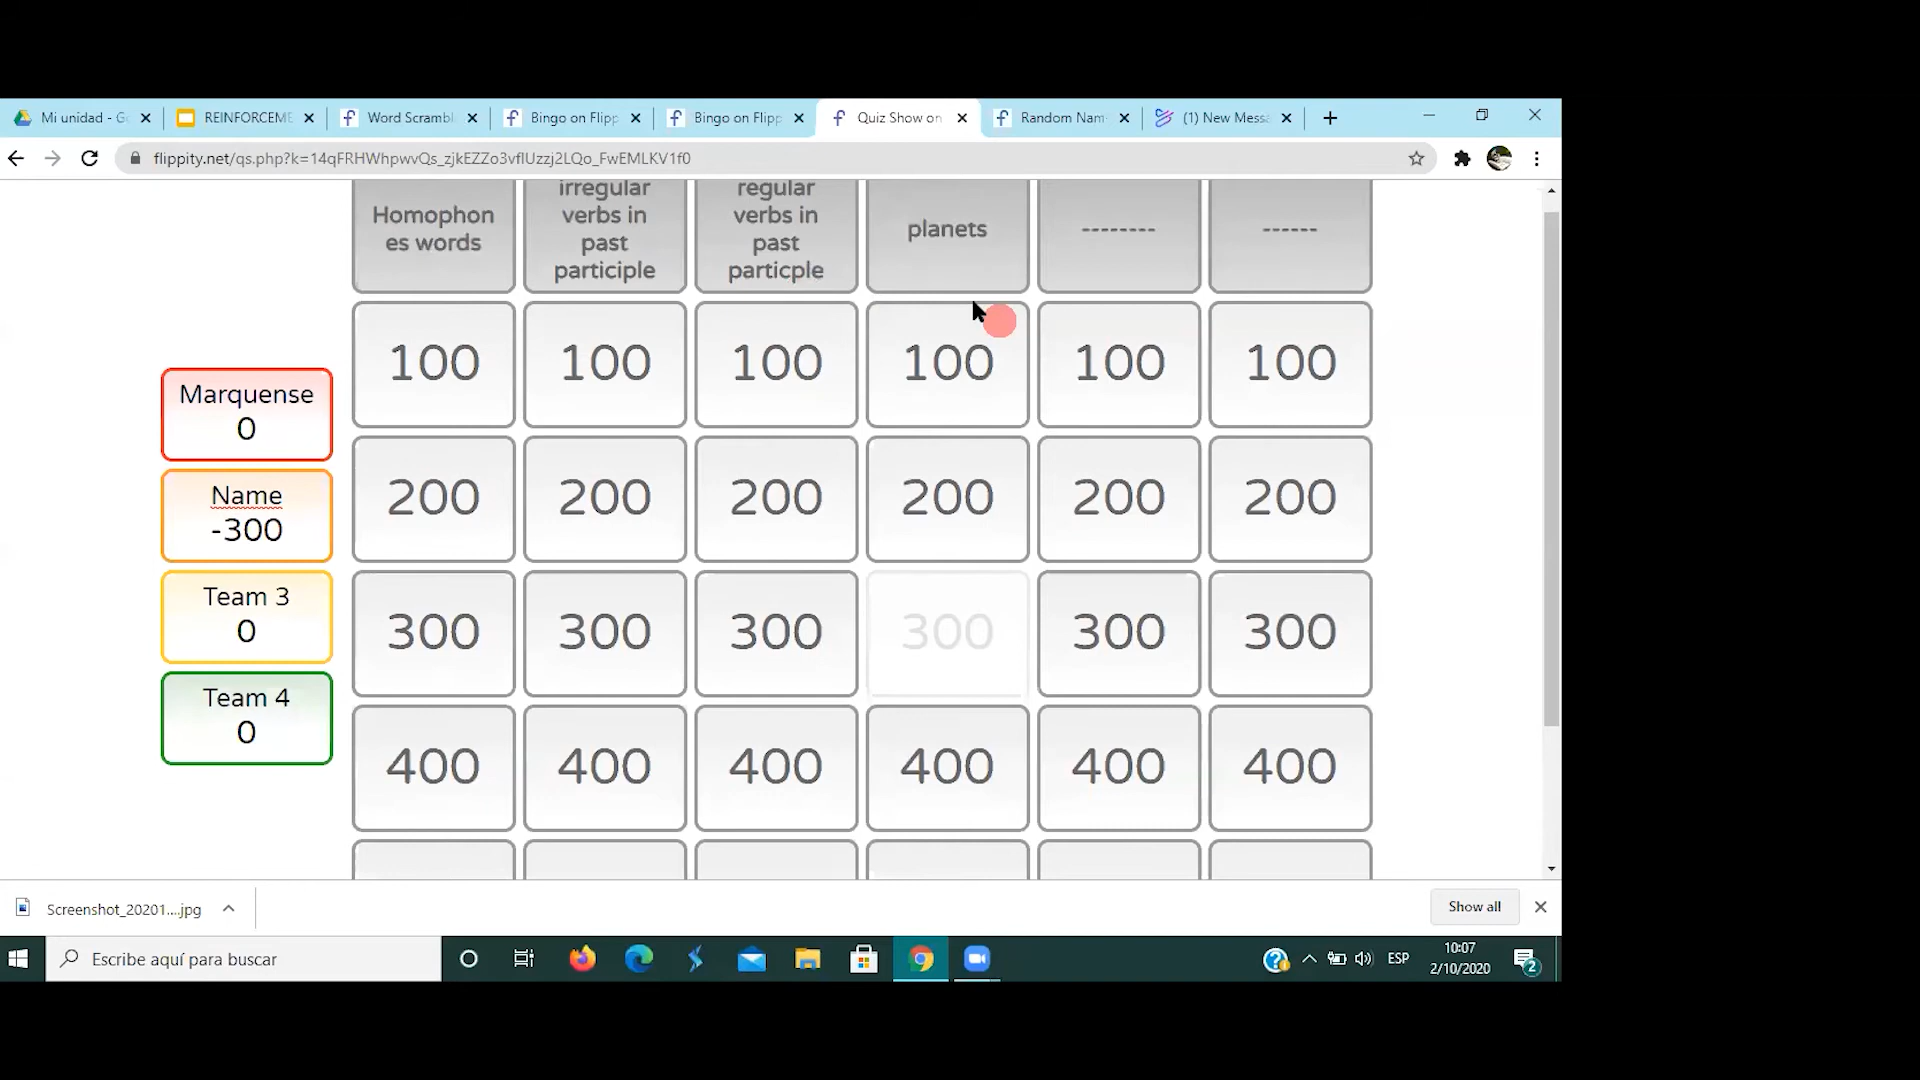 Mi unidad - G
REINFORCEME
Word Scrambl
Bingo on Flipp
Bingo on Flipp
Quiz Show on
Random Nam
(1) New Messa
flippity.net/qs.php?k=14qFRHWhpwvQs_zjkEZZo3vflUzzj2LQo_FwEMLKV1f0
Homophon
es words
irregular
verbs in
past
participle
regular
verbs in
past
particple
planets
--------
------
100 100 100 100 100 100
200 200 200 200 200 200
300 300 300 300 300 300
400 400 400 400 400 400
Marquense
0
Name
-300
Team 3
0
Team 4
0
Screenshot_20201....jpg
Show all
Escribe aquí para buscar
ESP
10:07
2/10/2020
2